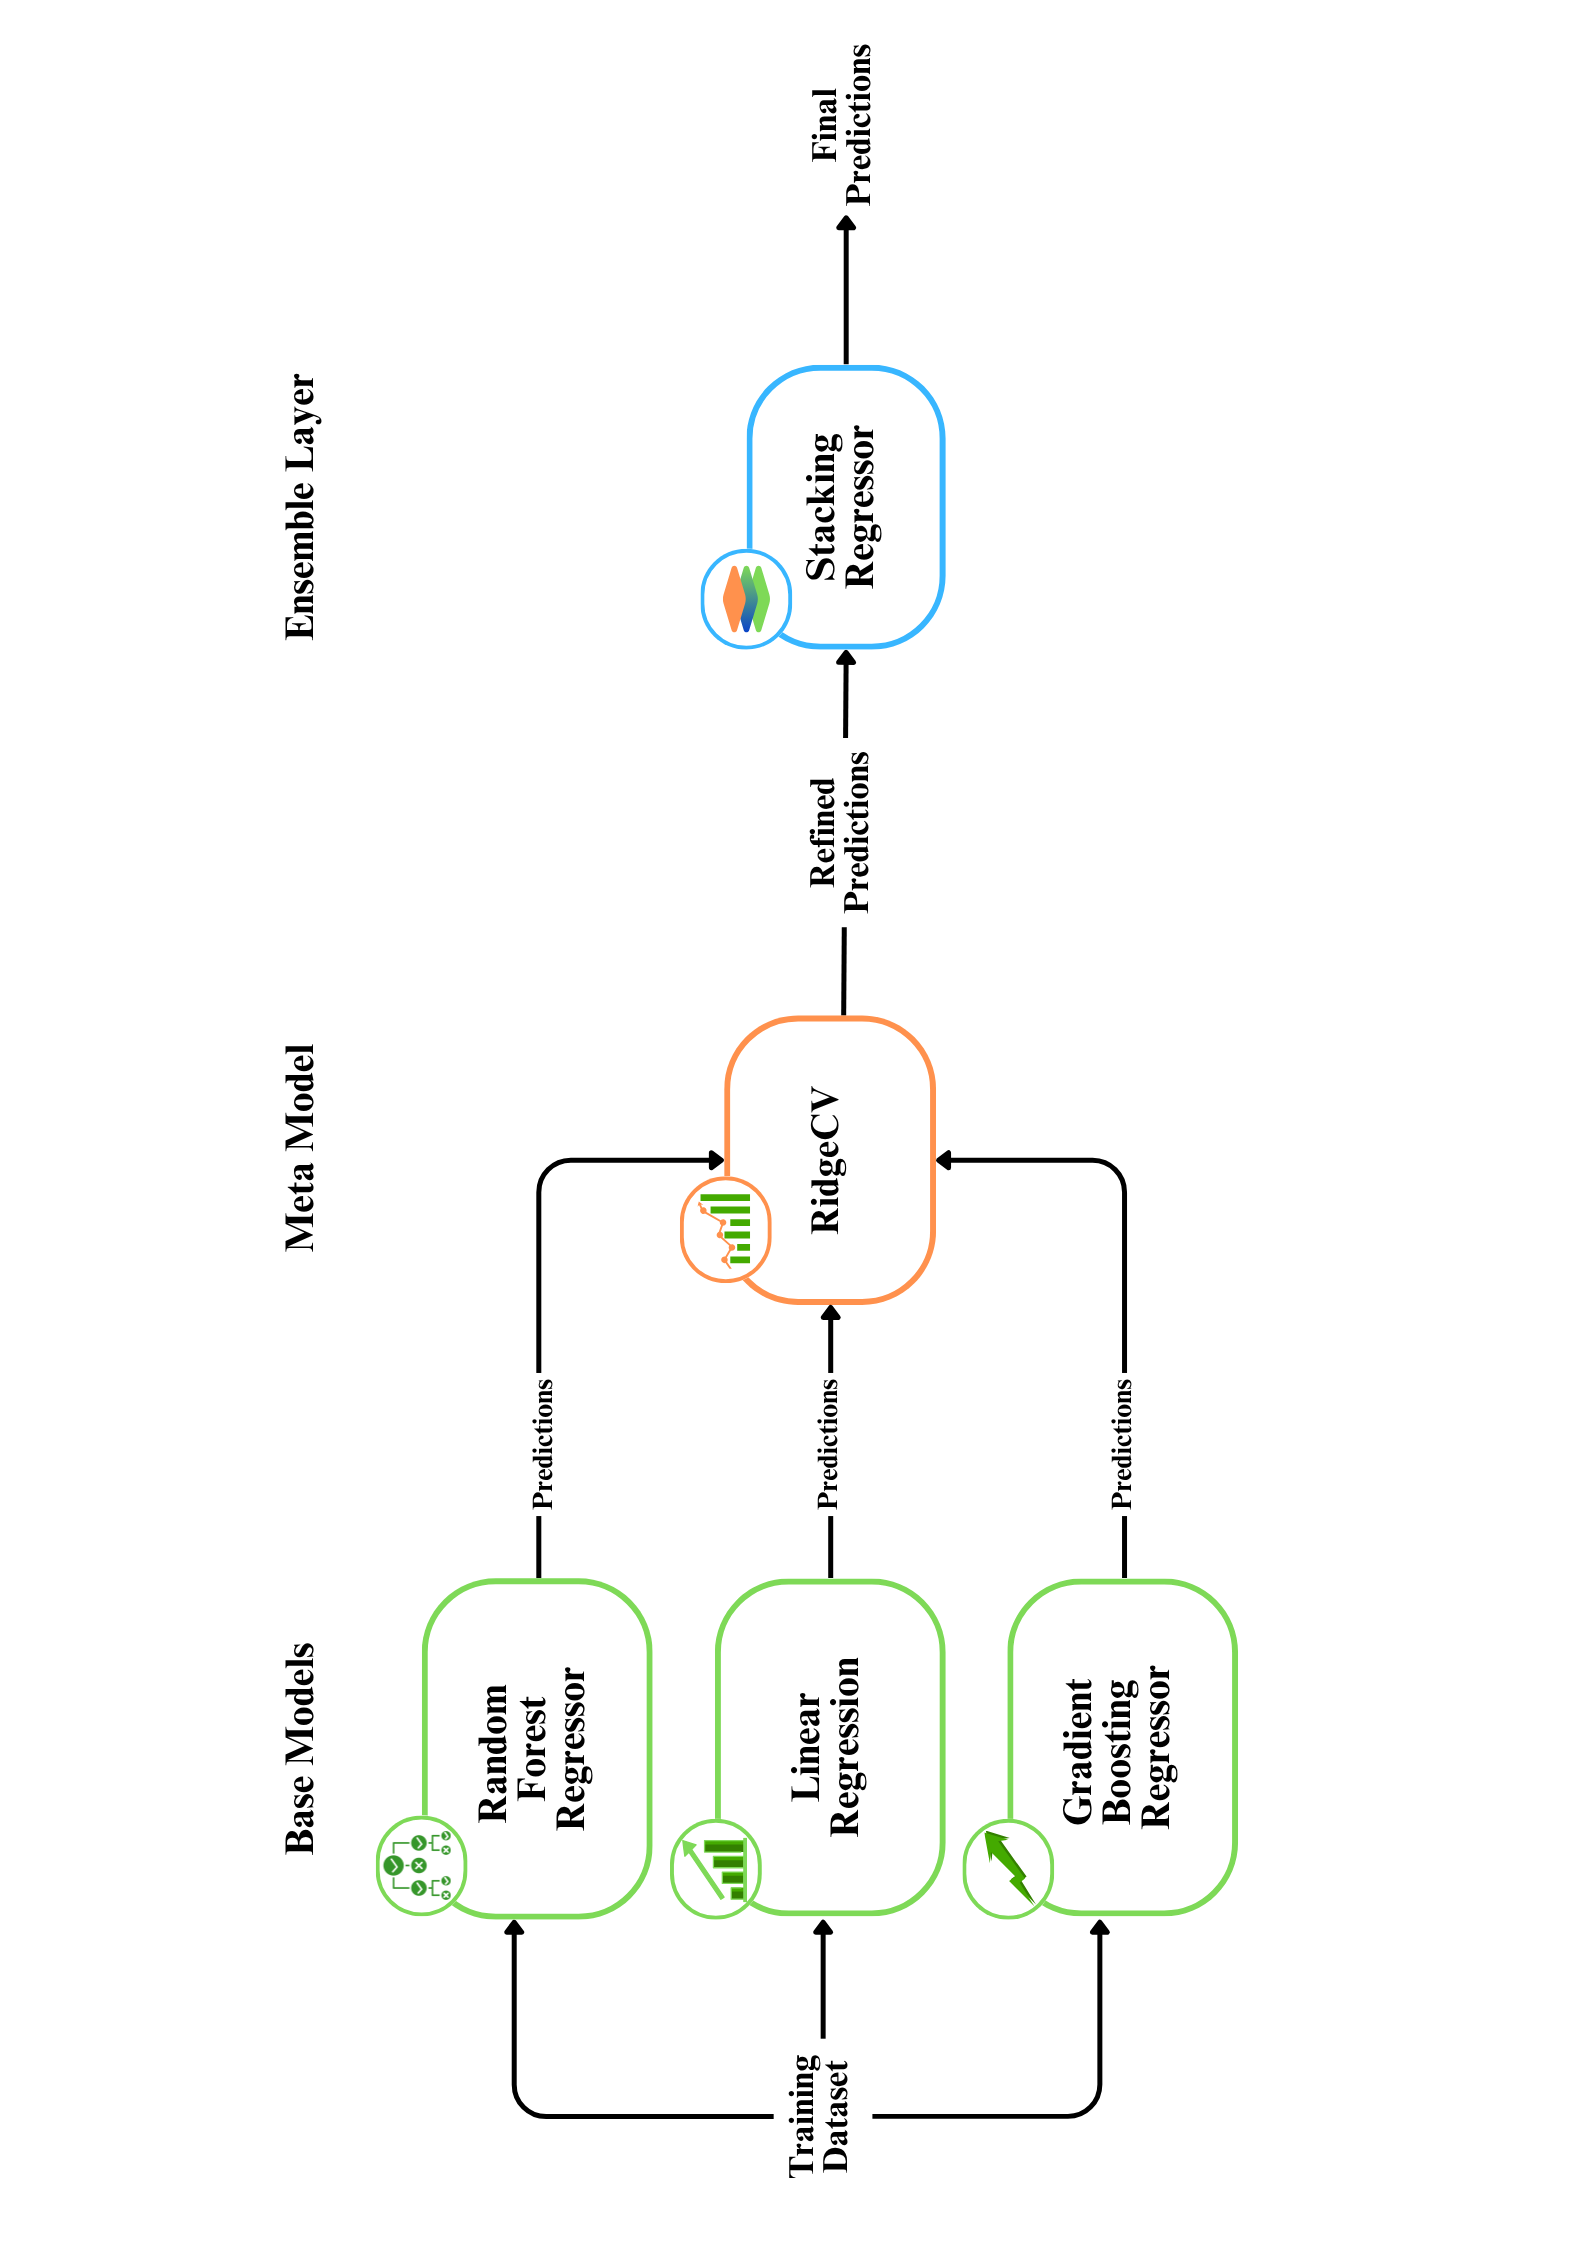 Base Models
Meta Model
Ensemble Layer
Training
Dataset
Random
Forest
Regressor
Linear
Regression
Gradient
Boosting
Regressor
Predictions
Predictions
Predictions
RidgeCV
Refined
Predictions
Stacking
Regressor
Final
Predictions